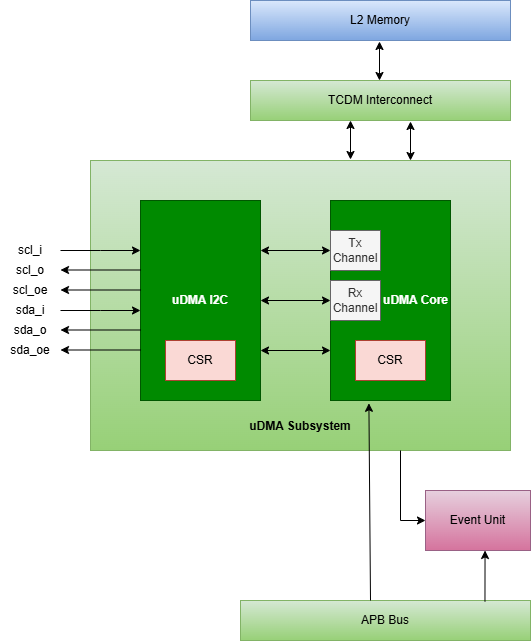 L2 Memory
TCDM Interconnect
scl_i
scl_o
scl_oe
sda_i
sda_o
sda_oe
uDMA I2C
CSR
Tx
Channel
Rx
Channel
uDMA Core
CSR
uDMA Subsystem
Event Unit
APB Bus